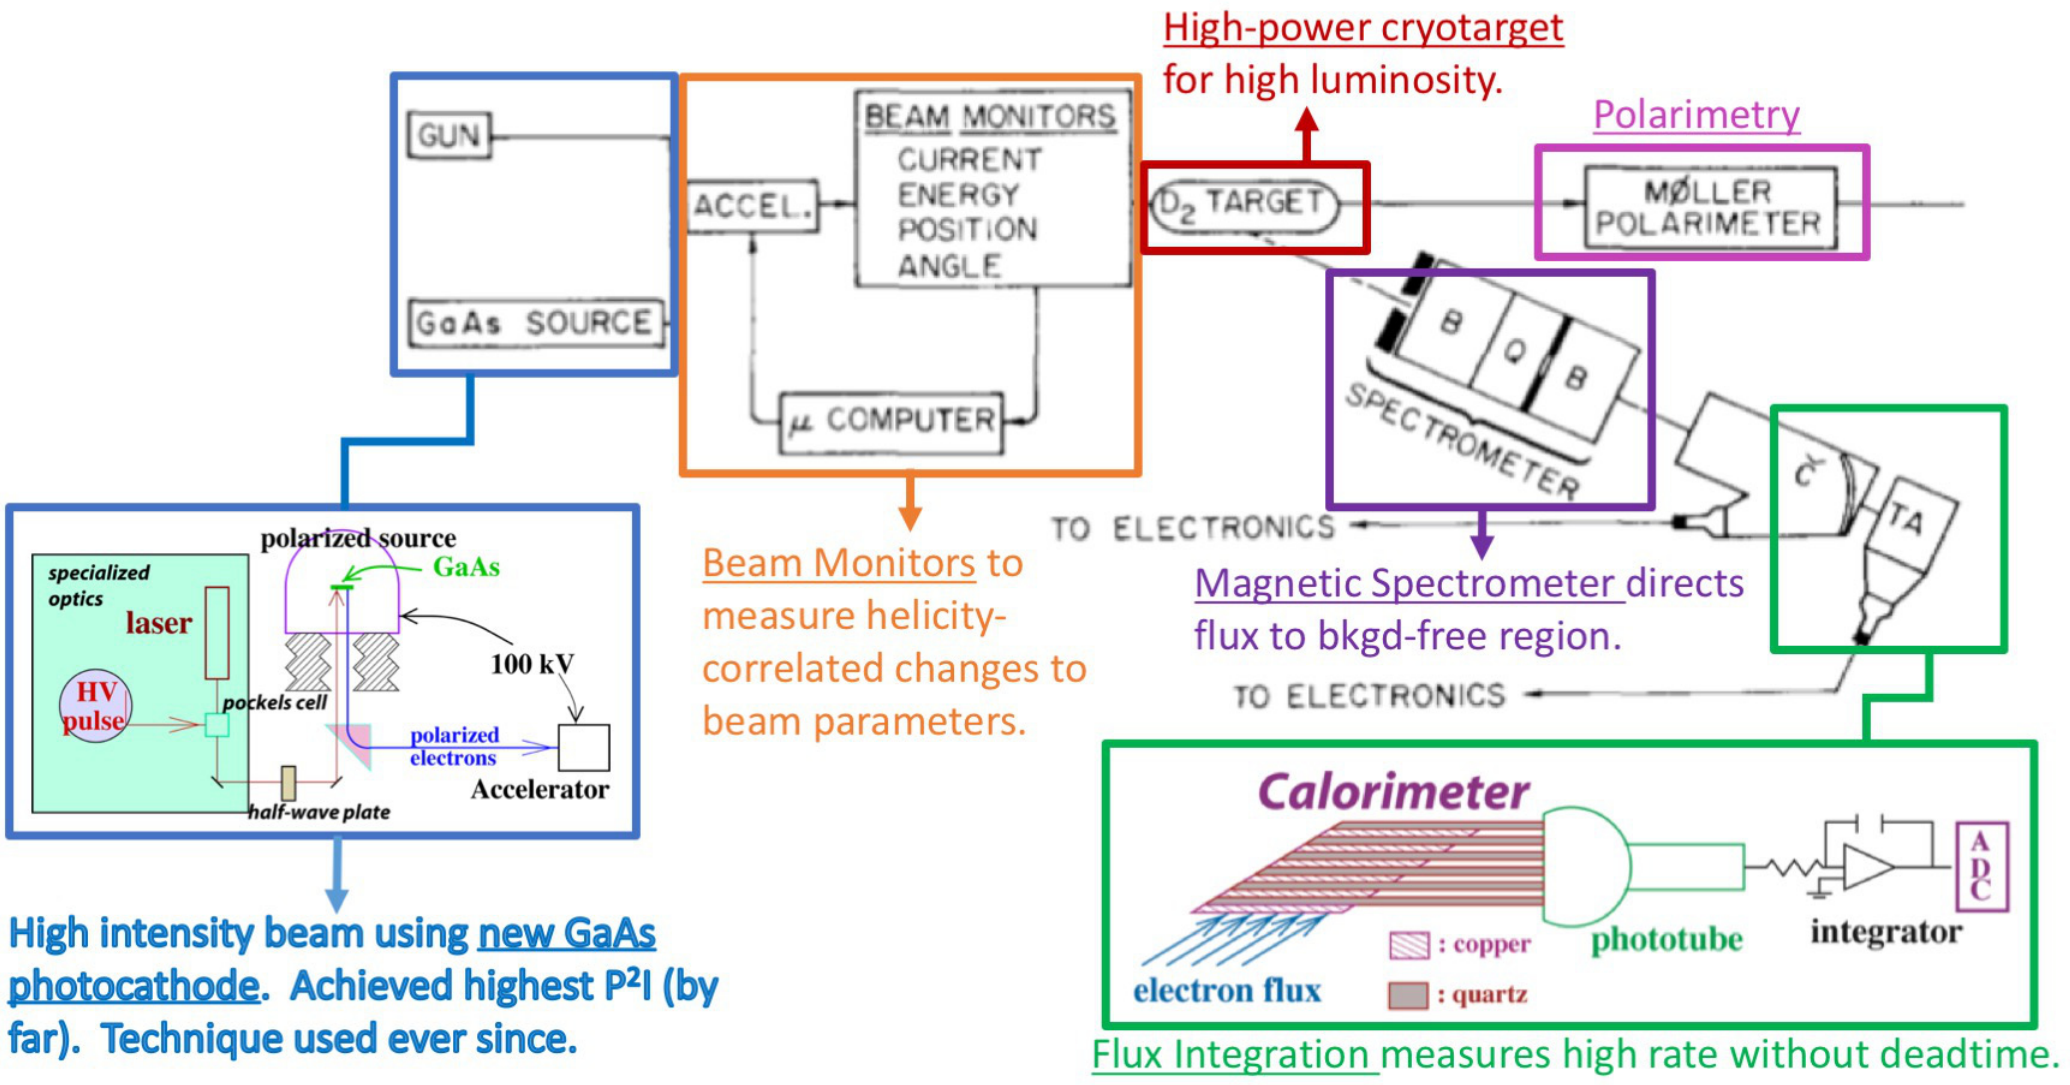 High-power cryotarget
for high luminosity.
Polarimetry
GUN
GaAs SOURCE
ACCEL.
BEAM MONITORS
CURRENT
ENERGY
POSITION
ANGLE
μ COMPUTER
D2 TARGET
MØLLER
POLARIMETER
B
Q
B
SPECTROMETER
Č
TA
TO ELECTRONICS
TO ELECTRONICS
polarized source
GaAs
specialized
optics
laser
100 kV
HV
pulse
pockels cell
polarized
electrons
Accelerator
half-wave plate
Beam Monitors to
measure helicity-
correlated changes to
beam parameters.
Magnetic Spectrometer directs
flux to bkgd-free region.
High intensity beam using new GaAs
photocathode. Achieved highest P²I (by
far). Technique used ever since.
Calorimeter
ADC
integrator
phototube
: copper
: quartz
electron flux
Flux Integration measures high rate without deadtime.